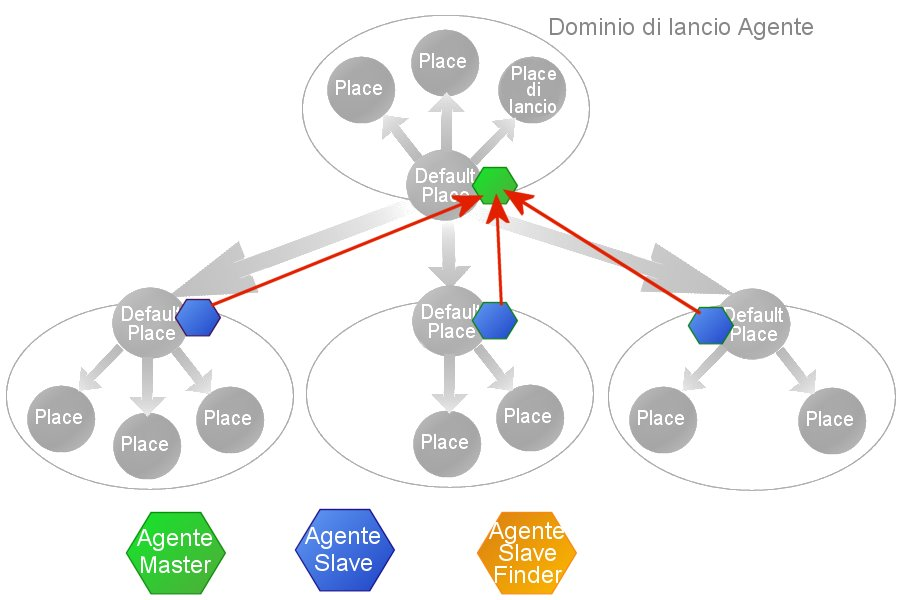 Dominio di lancio Agente
Place
Place
Place
di
lancio
Default
Place
Default
Place
Default
Place
Default
Place
Place
Place
Place
Place
Place
Place
Place
Agente
Master
Agente
Slave
Agente
Slave
Finder